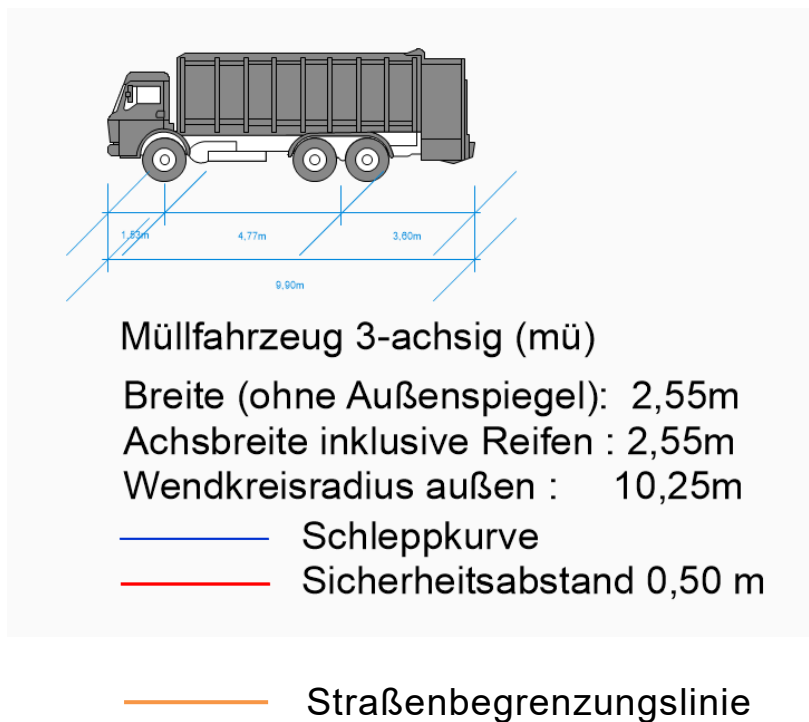 1,53m 4,77m 3,60m
9,90m
Müllfahrzeug 3-achsig (mü)
Breite (ohne Außenspiegel): 2,55m
Achsbreite inklusive Reifen : 2,55m
Wendkreisradius außen : 10,25m
Schleppkurve
Sicherheitsabstand 0,50 m
Straßenbegrenzungslinie